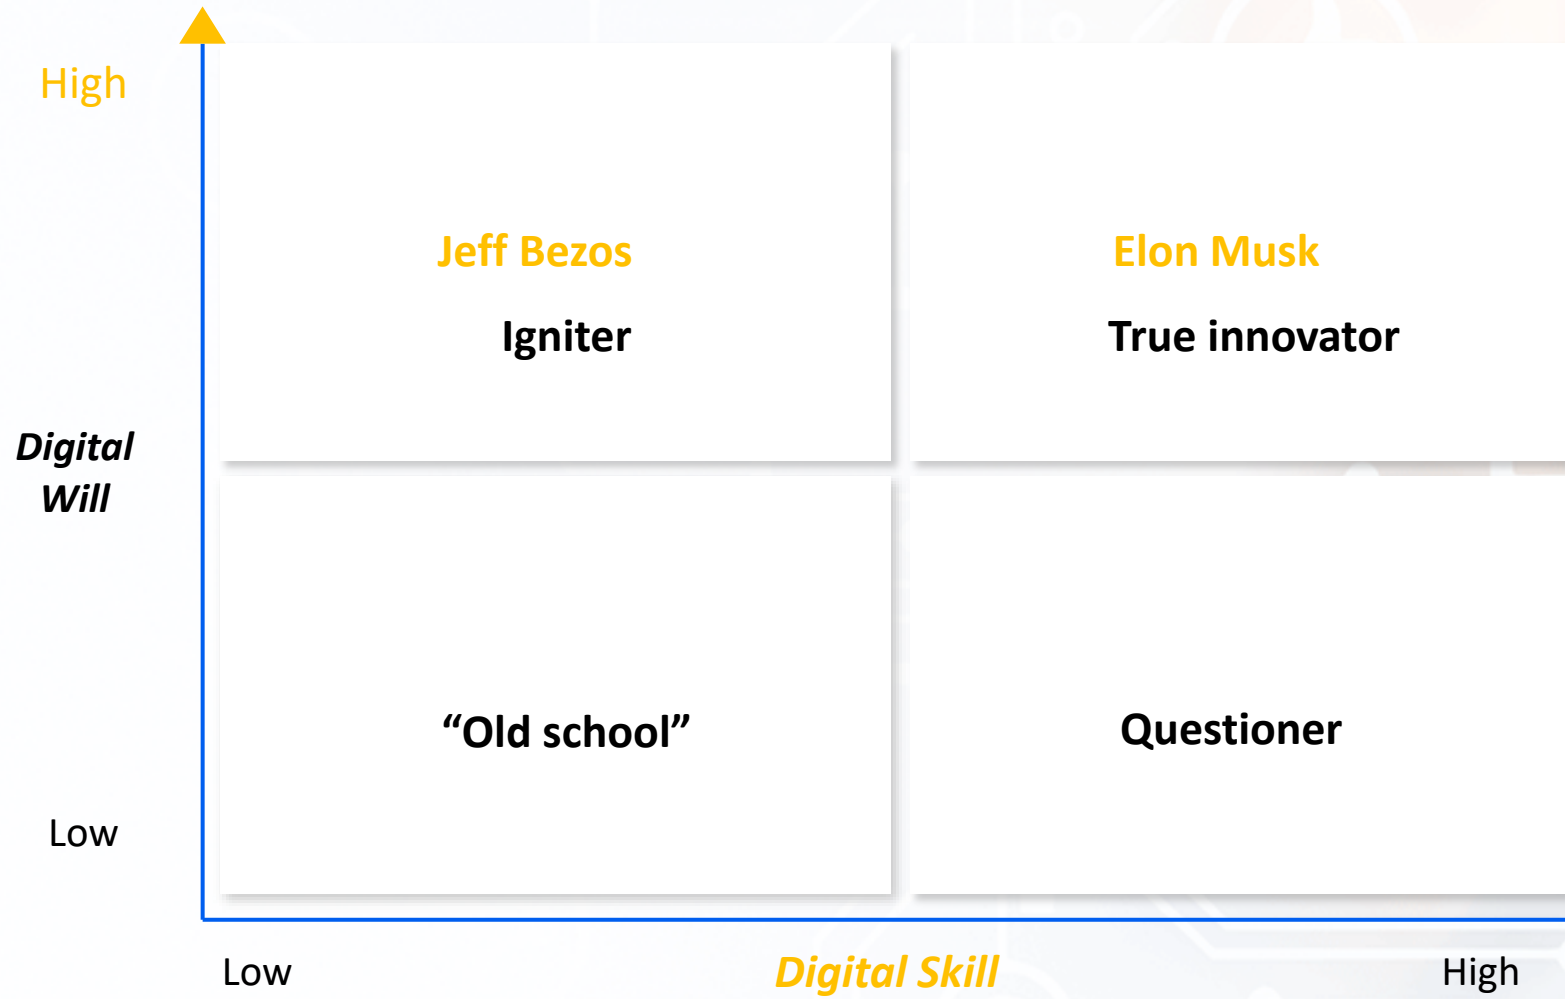 High
Jeff Bezos
Elon Musk
Igniter
True innovator
Digital
Will
“Old school”
Questioner
Low
Low
Digital Skill
High